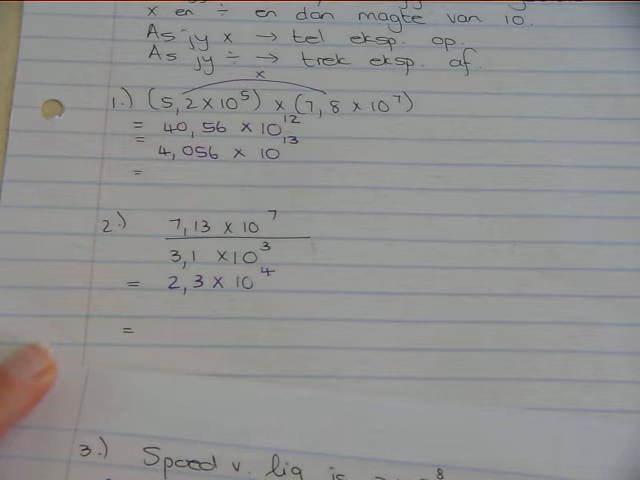 x en ÷ en dan magte van 10.
As jy x → tel eksp. op.
As jy ÷ → trek eksp. af.
x
1.) (5,2 x 10⁵) x (7,8 x 10⁷)
= 40,56 x 10¹²
= 4,056 x 10¹³
=
2.) 7,13 x 10⁷
3,1 x 10³
= 2,3 x 10⁴
=
3.) Speed v. lig is